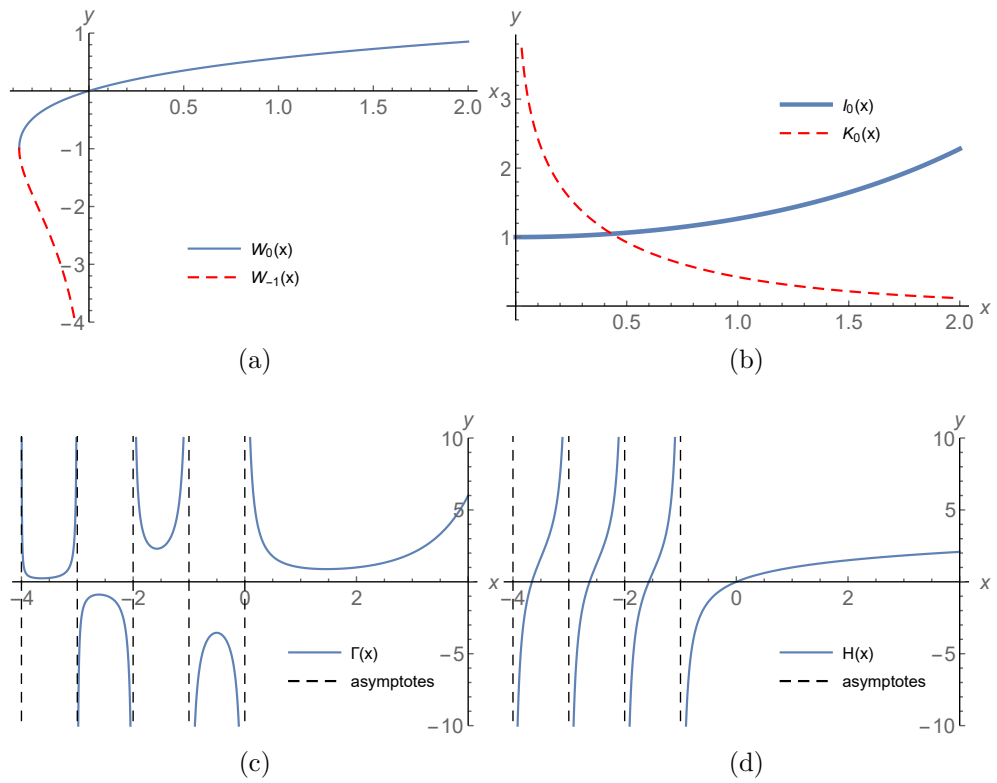 y
1
0.5 1.0 1.5 2.0 x
−1
−2
−3
−4
W₀(x)
W₋₁(x)
(a)
y
3
2
1
0.5 1.0 1.5 2.0 x
I₀(x)
K₀(x)
(b)
y
10
5
−4 −2 0 2 x
−5
−10
Γ(x)
asymptotes
(c)
y
10
5
x −4 −2 0 2 x
−5
−10
H(x)
asymptotes
(d)